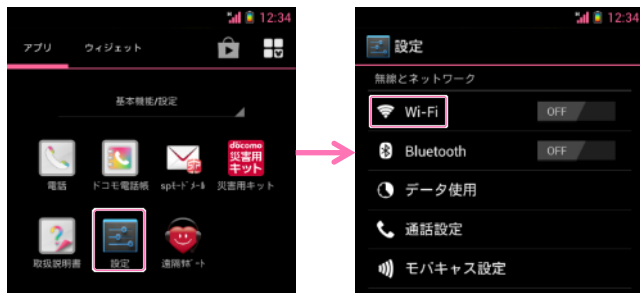 12:34
アプリ ウィジェット
基本機能/設定
電話 ドコモ電話帳 spﾓｰﾄﾞﾒｰﾙ 災害用キット
döcomo
災害用
キット
取扱説明書 設定 遠隔ｻﾎﾟｰﾄ
12:34
設定
無線とネットワーク
Wi-Fi OFF
Bluetooth OFF
データ使用
通話設定
モバキャス設定